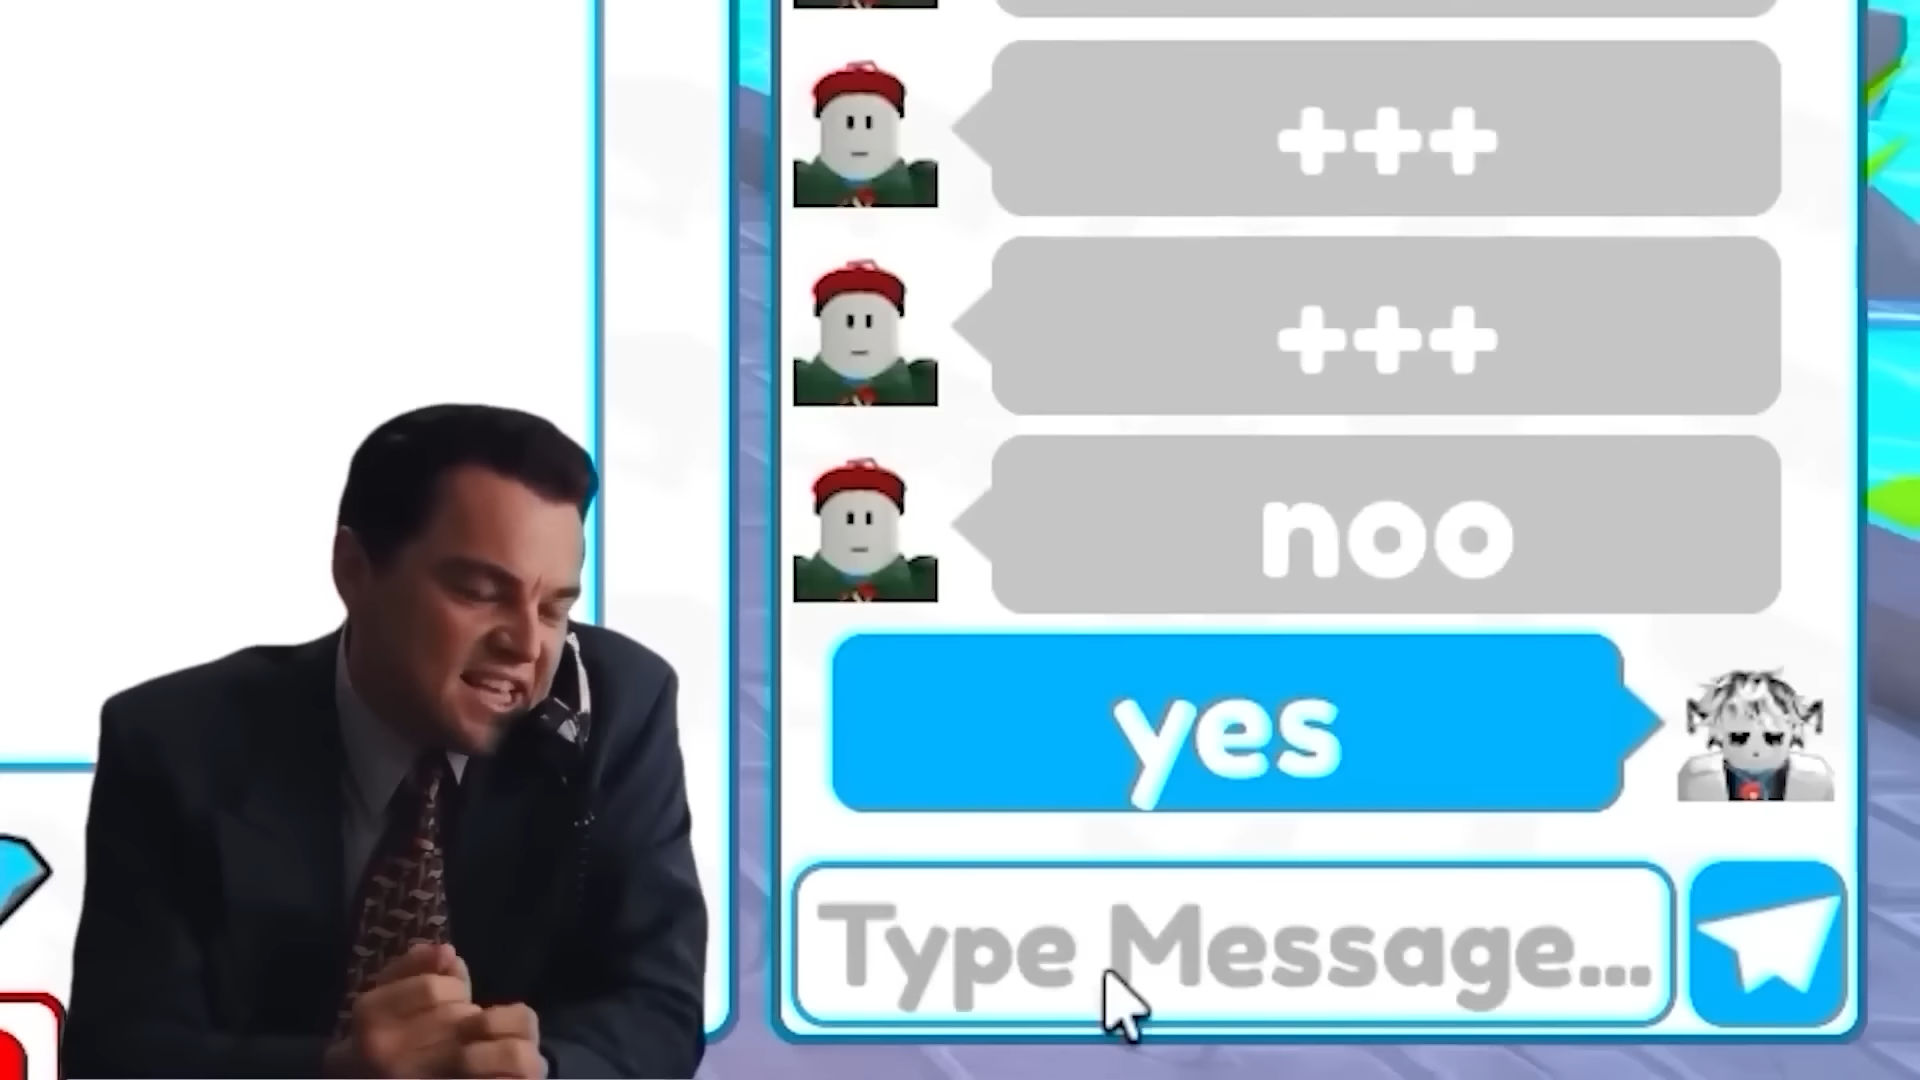 +++
+++
noo
yes
Type Message...